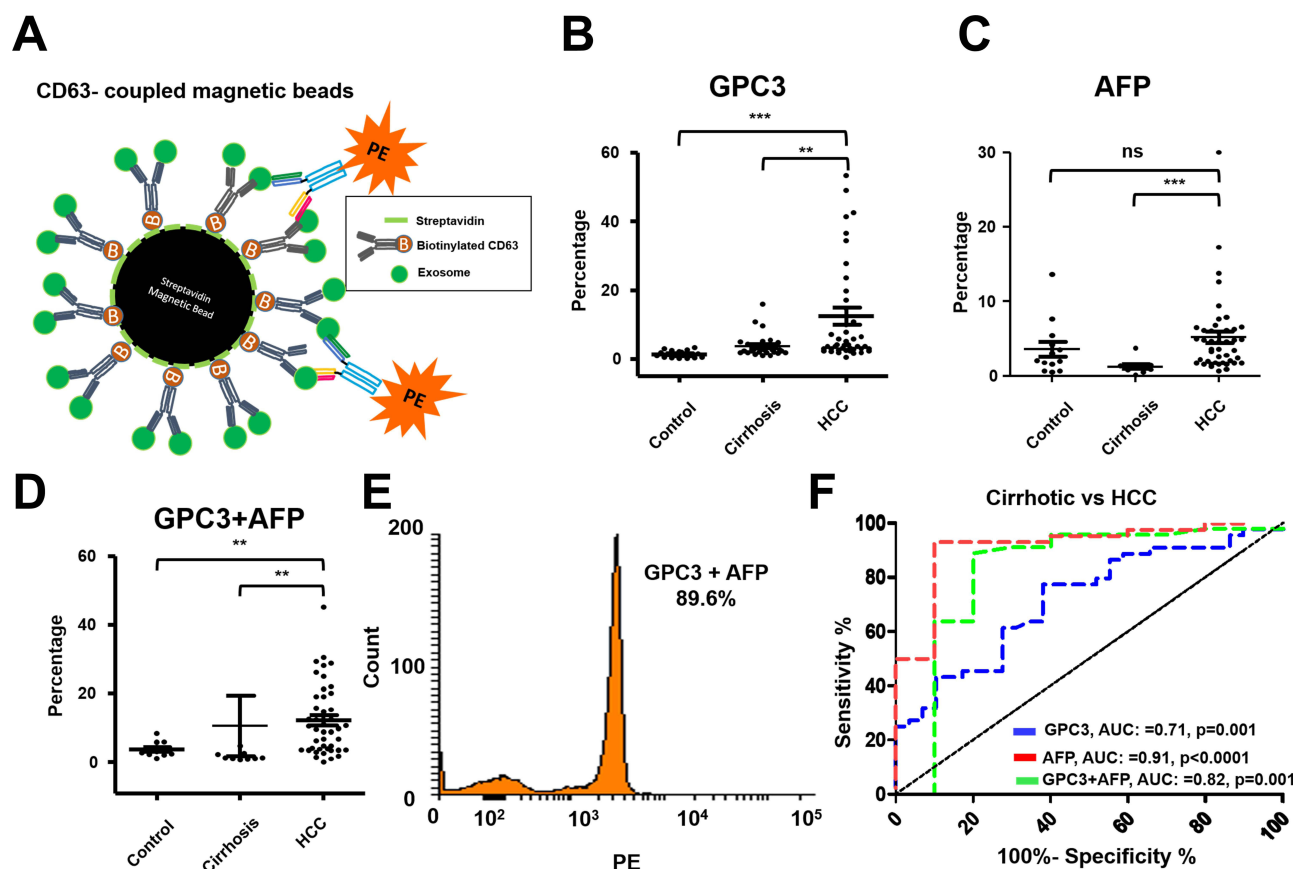 A
CD63- coupled magnetic beads
PE
Streptavidin
Biotinylated CD63
Exosome
B
B
B
B
B
B
B
B
B
B
B
Streptavidin
Magnetic Bead
PE
B
GPC3
***
**
Percentage
60
40
20
0
Control
Cirrhosis
HCC
C
AFP
ns
***
Percentage
30
20
10
0
Control
Cirrhosis
HCC
D
GPC3+AFP
**
**
Percentage
60
40
20
0
Control
Cirrhosis
HCC
E
200
100
0
Count
GPC3 + AFP
89.6%
0 10² 10³ 10⁴ 10⁵
PE
F
Cirrhotic vs HCC
Sensitivity %
100
80
60
40
20
0
GPC3, AUC: =0.71, p=0.001
AFP, AUC: =0.91, p<0.0001
GPC3+AFP, AUC: =0.82, p=0.001
0 20 40 60 80 100
100%- Specificity %